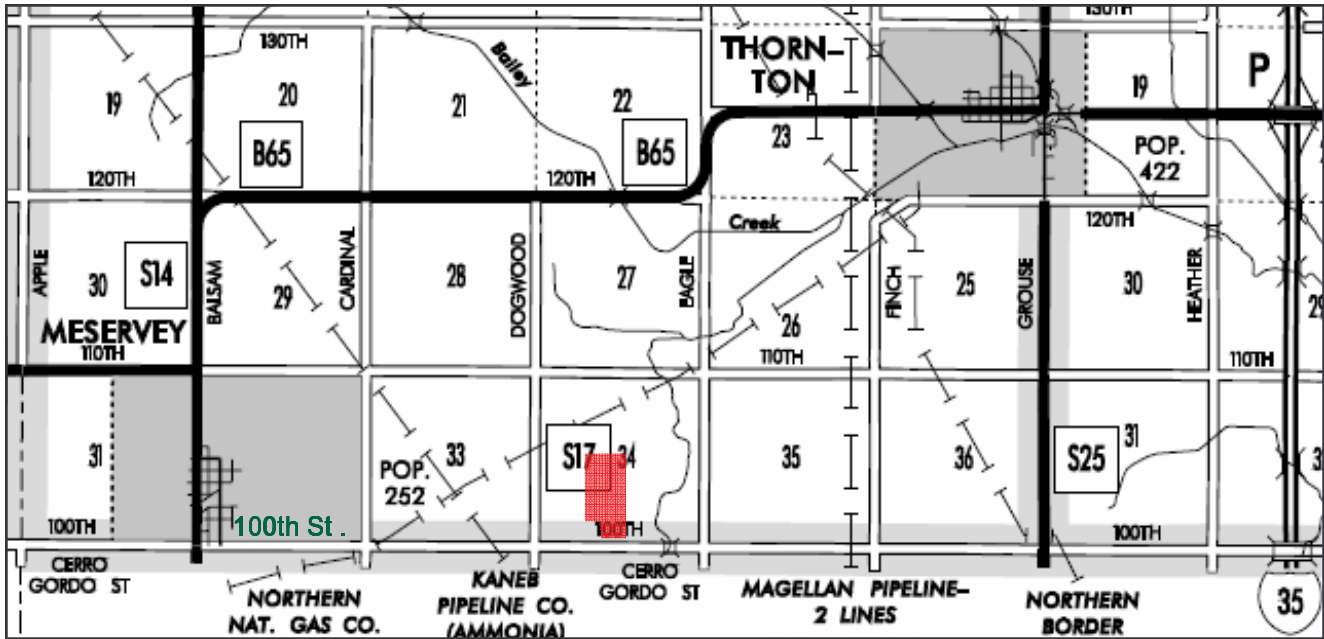 130TH
130TH
Bailey
THORN-
TON
P
19
20
21
22
23
19
B65
B65
POP.
422
120TH
120TH
120TH
Creek
APPLE
30
S14
BALSAM
29
CARDINAL
28
DOGWOOD
27
EAGLE
26
FINCH
25
GROUSE
30
HEATHER
29
MESERVEY
110TH
110TH
110TH
31
POP.
252
33
S17
34
35
36
S25
31
100TH
100th St .
100TH
100TH
CERRO
GORDO ST
NORTHERN
NAT. GAS CO.
KANEB
PIPELINE CO.
(AMMONIA)
CERRO
GORDO ST
MAGELLAN PIPELINE-
2 LINES
NORTHERN
BORDER
35